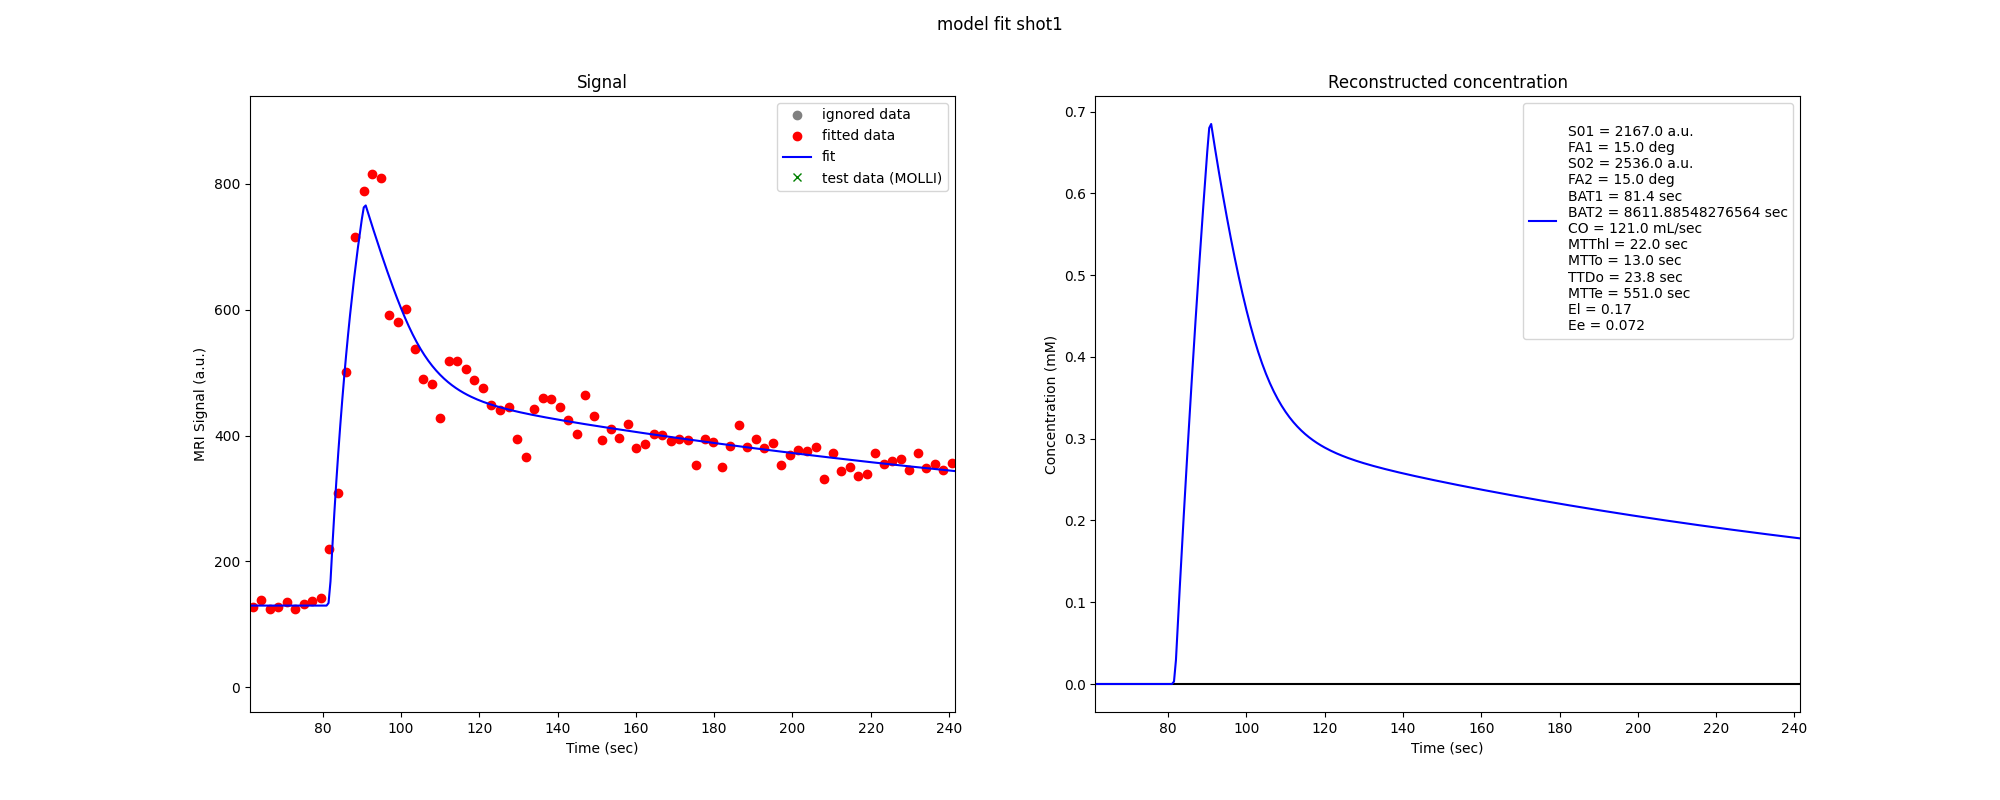 model fit shot1
Signal
MRI Signal (a.u.)
800
600
400
200
0
ignored data
fitted data
fit
test data (MOLLI)
80 100 120 140 160 180 200 220 240
Time (sec)
Reconstructed concentration
Concentration (mM)
0.7
0.6
0.5
0.4
0.3
0.2
0.1
0.0
S01 = 2167.0 a.u.
FA1 = 15.0 deg
S02 = 2536.0 a.u.
FA2 = 15.0 deg
BAT1 = 81.4 sec
BAT2 = 8611.88548276564 sec
CO = 121.0 mL/sec
MTThl = 22.0 sec
MTTo = 13.0 sec
TTDo = 23.8 sec
MTTe = 551.0 sec
El = 0.17
Ee = 0.072
80 100 120 140 160 180 200 220 240
Time (sec)